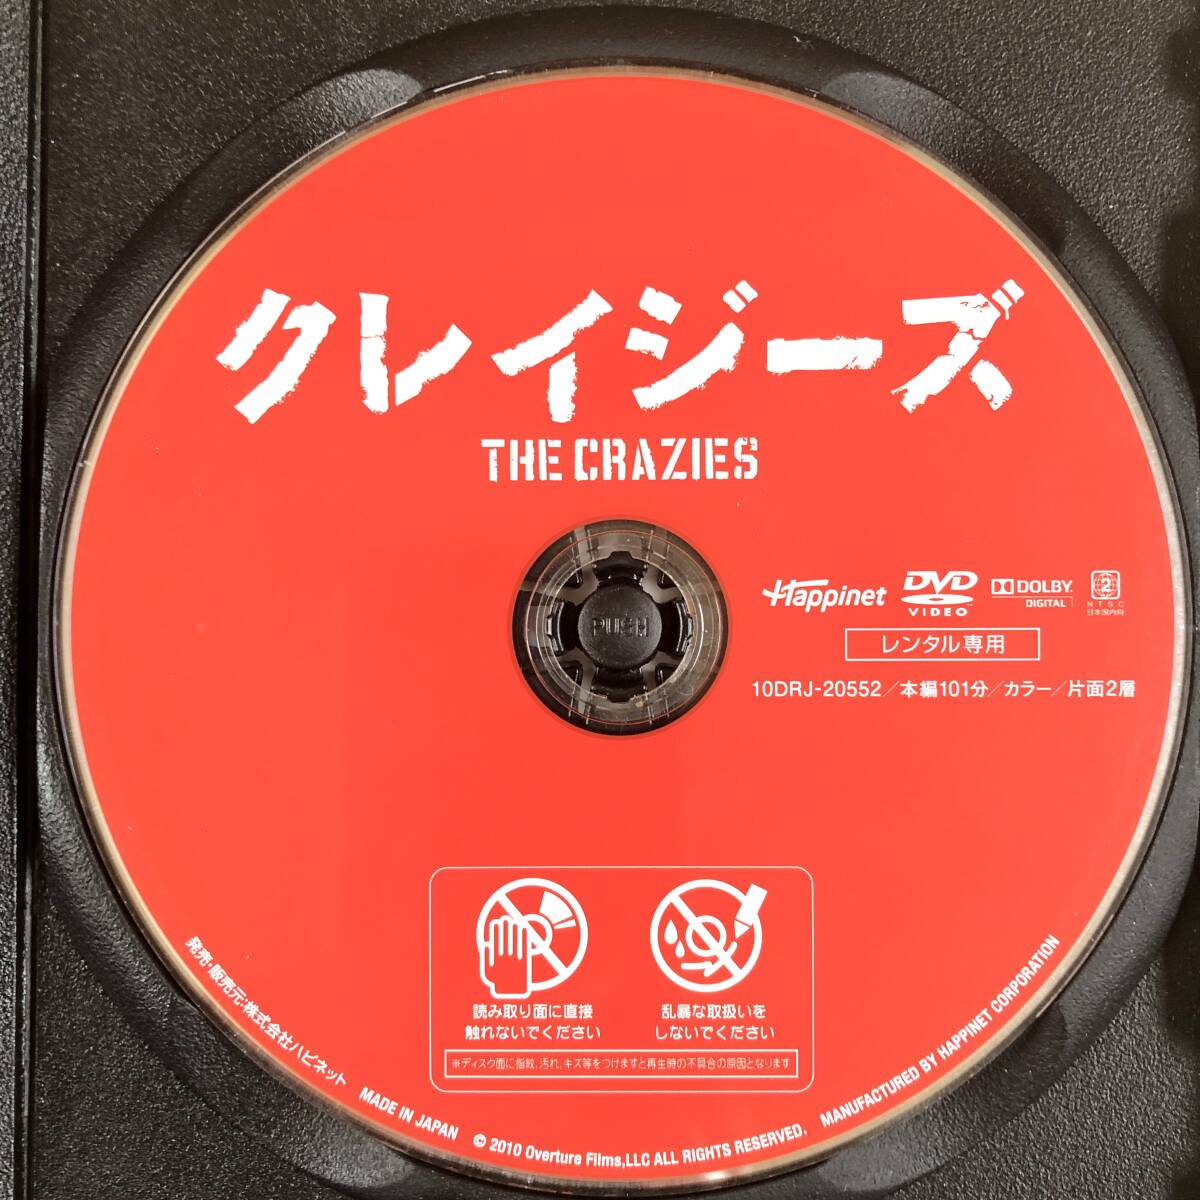 クレイジーズ
THE CRAZIES
PUSH
Happinet DVD VIDEO DOLBY DIGITAL 2 NTSC 日本国内向
レンタル専用
10DRJ-20552／本編101分／カラー／片面2層
読み取り面に直接
触れないでください
乱暴な取扱いを
しないでください
※ディスク面に指紋、汚れ、キズ等をつけますと再生時の不具合の原因となります
発売・販売元:株式会社ハピネット MADE IN JAPAN © 2010 Overture Films,LLC ALL RIGHTS RESERVED. MANUFACTURED BY HAPPINET CORPORATION